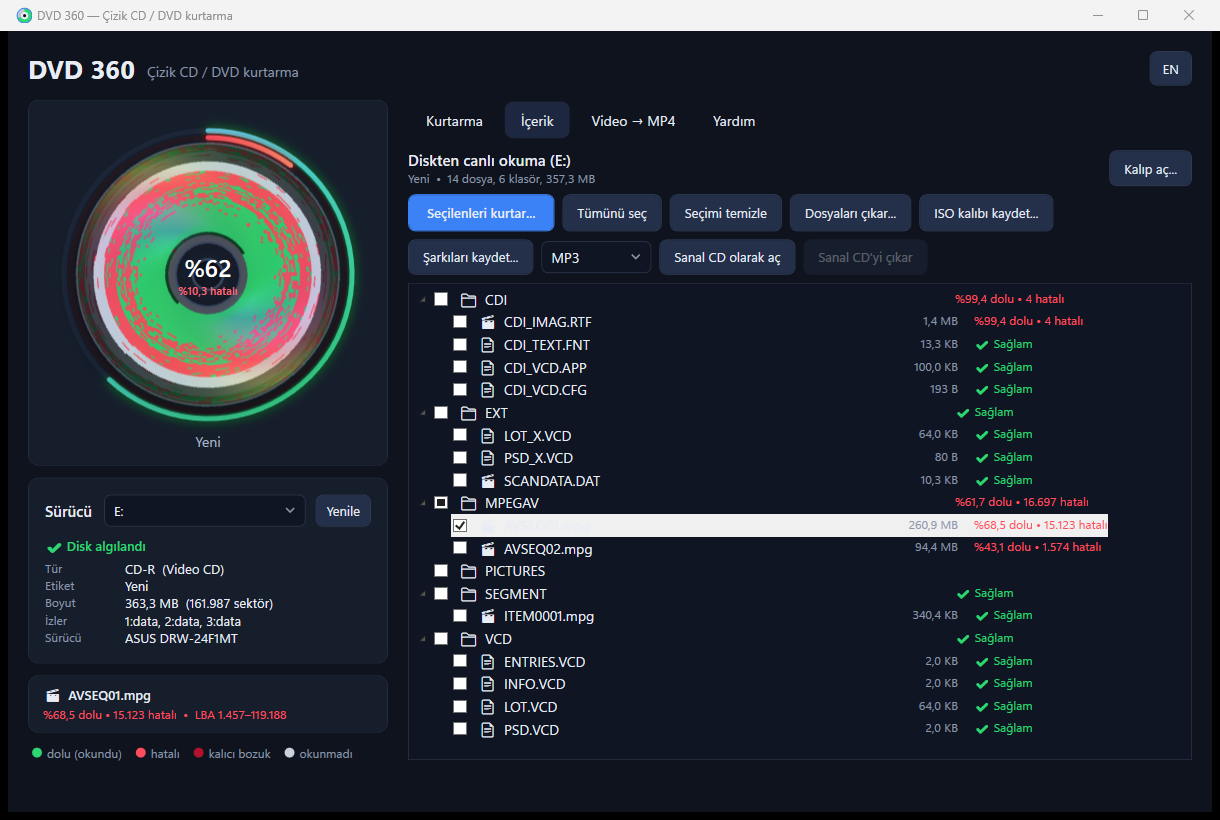 DVD 360 — Çizik CD / DVD kurtarma
DVD 360 Çizik CD / DVD kurtarma
EN
%62
%10,3 hatalı
Yeni
Sürücü E: Yenile
Disk algılandı
Tür CD-R (Video CD)
Etiket Yeni
Boyut 363,3 MB (161.987 sektör)
İzler 1:data, 2:data, 3:data
Sürücü ASUS DRW-24F1MT
AVSEQ01.mpg
%68,5 dolu • 15.123 hatalı • LBA 1.457–119.188
dolu (okundu) hatalı kalıcı bozuk okunmadı
Kurtarma İçerik Video → MP4 Yardım
Diskten canlı okuma (E:)
Yeni • 14 dosya, 6 klasör, 357,3 MB
Kalıp aç...
Seçilenleri kurtar... Tümünü seç Seçimi temizle Dosyaları çıkar... ISO kalıbı kaydet...
Şarkıları kaydet... MP3 Sanal CD olarak aç Sanal CD'yi çıkar
CDI %99,4 dolu • 4 hatalı
CDI_IMAG.RTF 1,4 MB %99,4 dolu • 4 hatalı
CDI_TEXT.FNT 13,3 KB Sağlam
CDI_VCD.APP 100,0 KB Sağlam
CDI_VCD.CFG 193 B Sağlam
EXT Sağlam
LOT_X.VCD 64,0 KB Sağlam
PSD_X.VCD 80 B Sağlam
SCANDATA.DAT 10,3 KB Sağlam
MPEGAV %61,7 dolu • 16.697 hatalı
260,9 MB %68,5 dolu • 15.123 hatalı
AVSEQ02.mpg 94,4 MB %43,1 dolu • 1.574 hatalı
PICTURES
SEGMENT Sağlam
ITEM0001.mpg 340,4 KB Sağlam
VCD Sağlam
ENTRIES.VCD 2,0 KB Sağlam
INFO.VCD 2,0 KB Sağlam
LOT.VCD 64,0 KB Sağlam
PSD.VCD 2,0 KB Sağlam